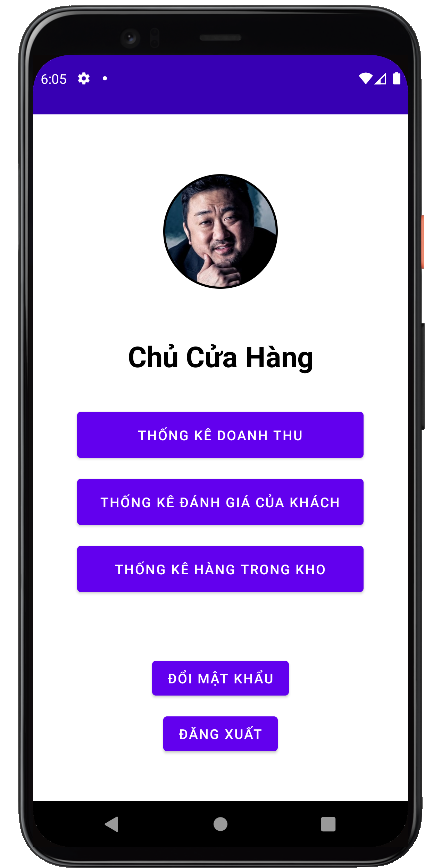 6:05
Chủ Cửa Hàng
THỐNG KÊ DOANH THU
THỐNG KÊ ĐÁNH GIÁ CỦA KHÁCH
THỐNG KÊ HÀNG TRONG KHO
ĐỔI MẬT KHẨU
ĐĂNG XUẤT